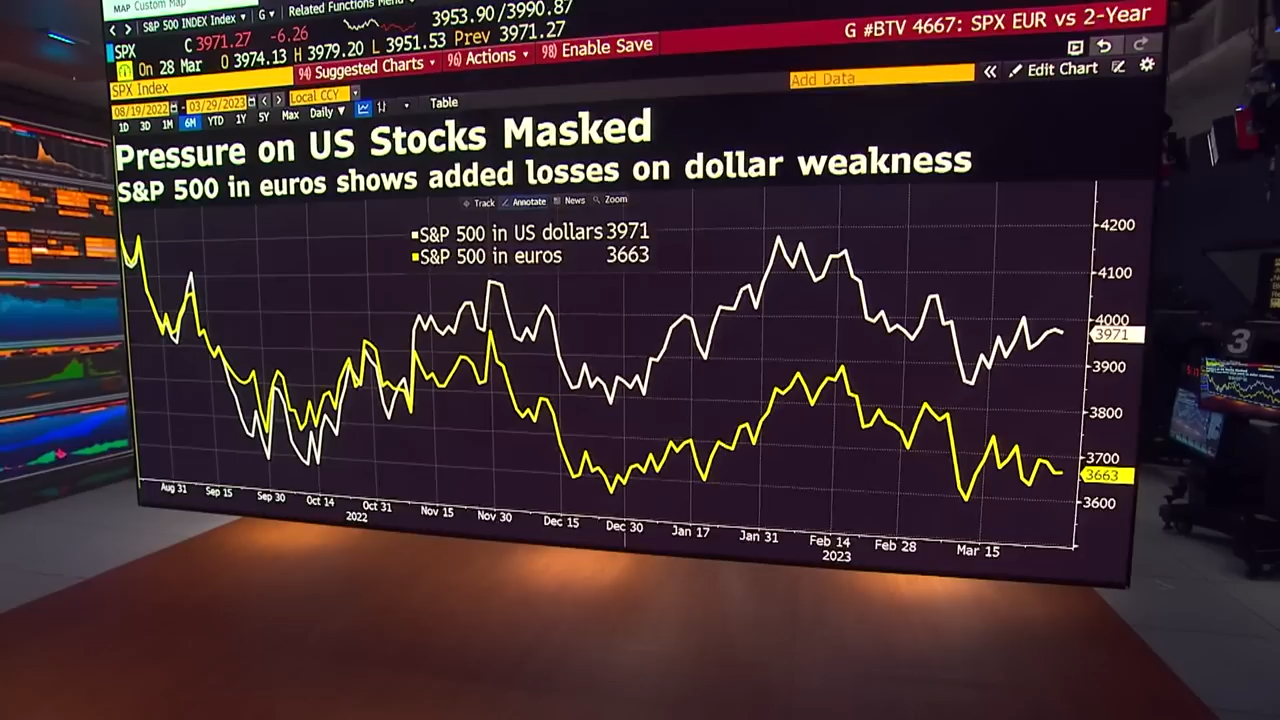 MAP Custom Map
S&P 500 INDEX Index G Related Functions Menu 3953.90/3990.87
SPX C 3971.27 -6.26
On 28 Mar O 3974.13 H 3979.20 L 3951.53 Prev 3971.27
G #BTV 4667: SPX EUR vs 2-Year
SPX Index 94) Suggested Charts 96) Actions 98) Enable Save
Add Data « Edit Chart
08/19/2022 - 03/29/2023 Local CCY
1D 3D 1M 6M YTD 1Y 5Y Max Daily Table
Pressure on US Stocks Masked
S&P 500 in euros shows added losses on dollar weakness
Track Annotate News Zoom
S&P 500 in US dollars 3971
S&P 500 in euros 3663
4200
4100
4000
3971
3900
3800
3700
3663
3600
Aug 31 Sep 15 Sep 30 Oct 14 Oct 31 Nov 15 Nov 30 Dec 15 Dec 30 Jan 17 Jan 31 Feb 14 Feb 28 Mar 15
2022 2023
3